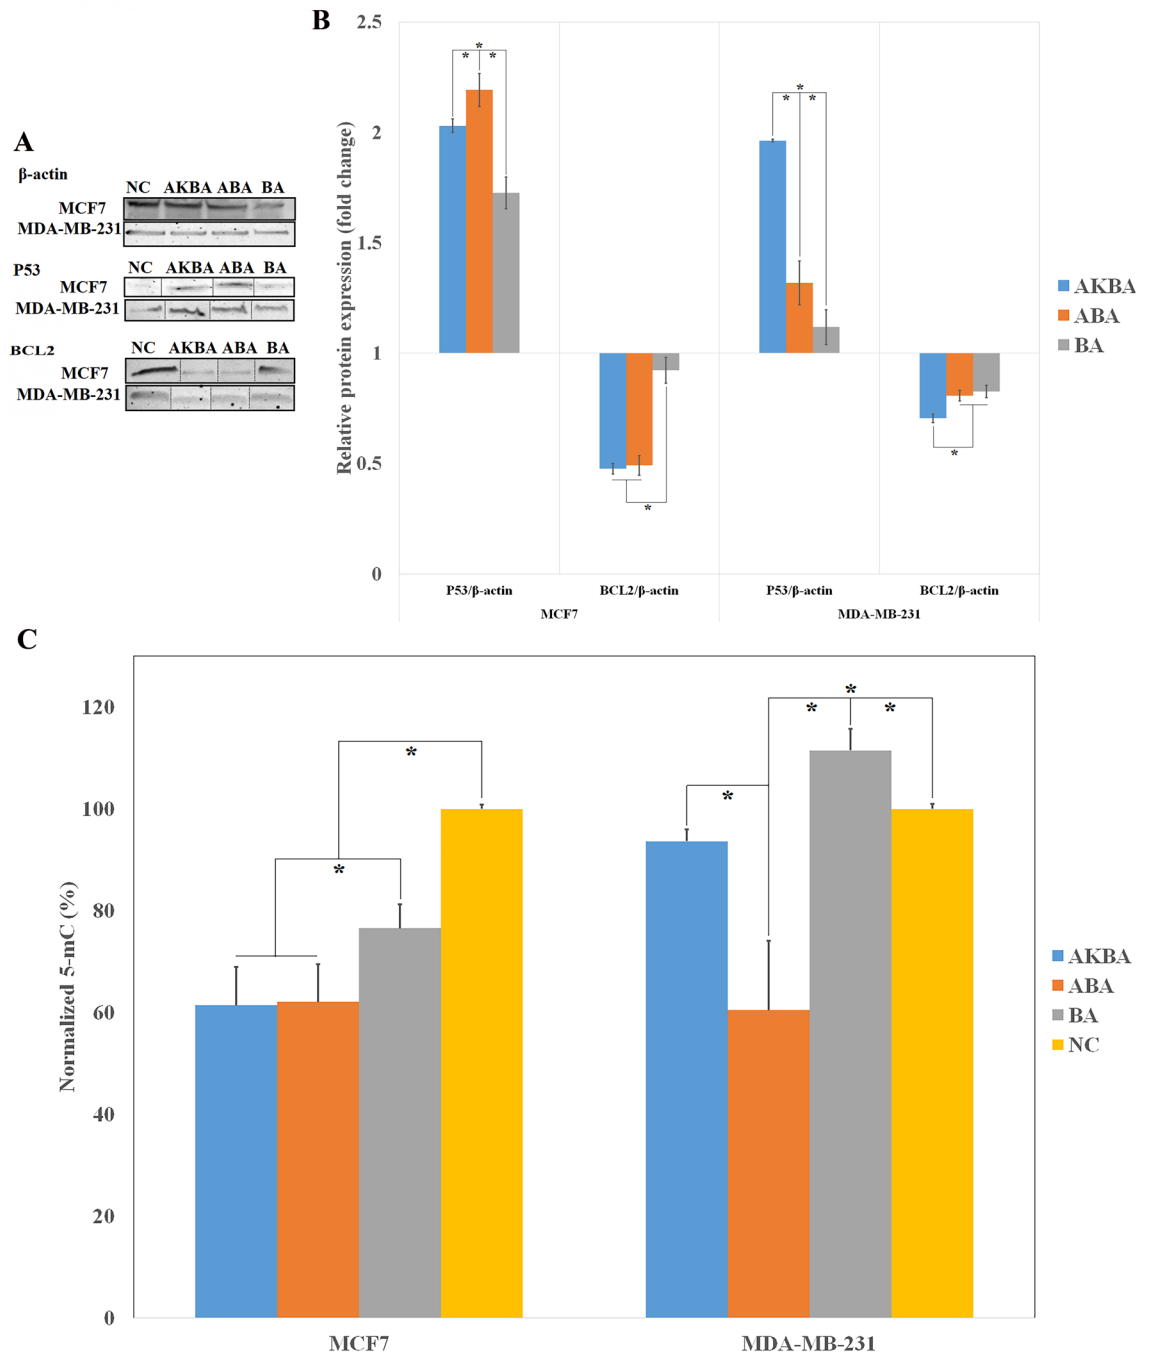 A
β-actin
NC AKBA ABA BA
MCF7
MDA-MB-231
P53
NC AKBA ABA BA
MCF7
MDA-MB-231
BCL2
NC AKBA ABA BA
MCF7
MDA-MB-231
B
Relative protein expression (fold change)
2.5
2
1.5
1
0.5
0
* * *
*
* * *
*
P53/β-actin BCL2/β-actin P53/β-actin BCL2/β-actin
MCF7 MDA-MB-231
AKBA
ABA
BA
C
Normalized 5-mC (%)
120
100
80
60
40
20
0
*
*
*
* * *
MCF7 MDA-MB-231
AKBA
ABA
BA
NC